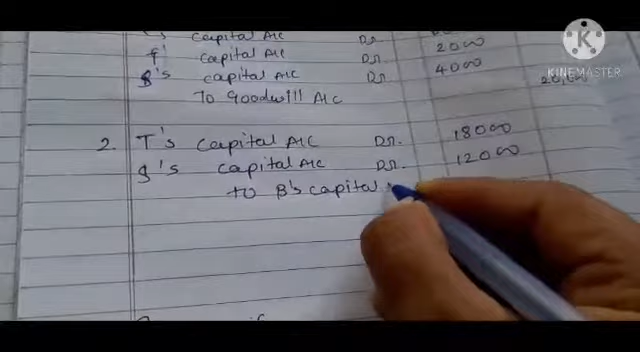 capital A/c Dr.
f' capital A/c Dr. 2000
g's capital A/c Dr 4000
To Goodwill A/c
2. T's capital A/c Dr. 18000
g's capital A/c Dr. 12000
to B's capital
KINEMASTER